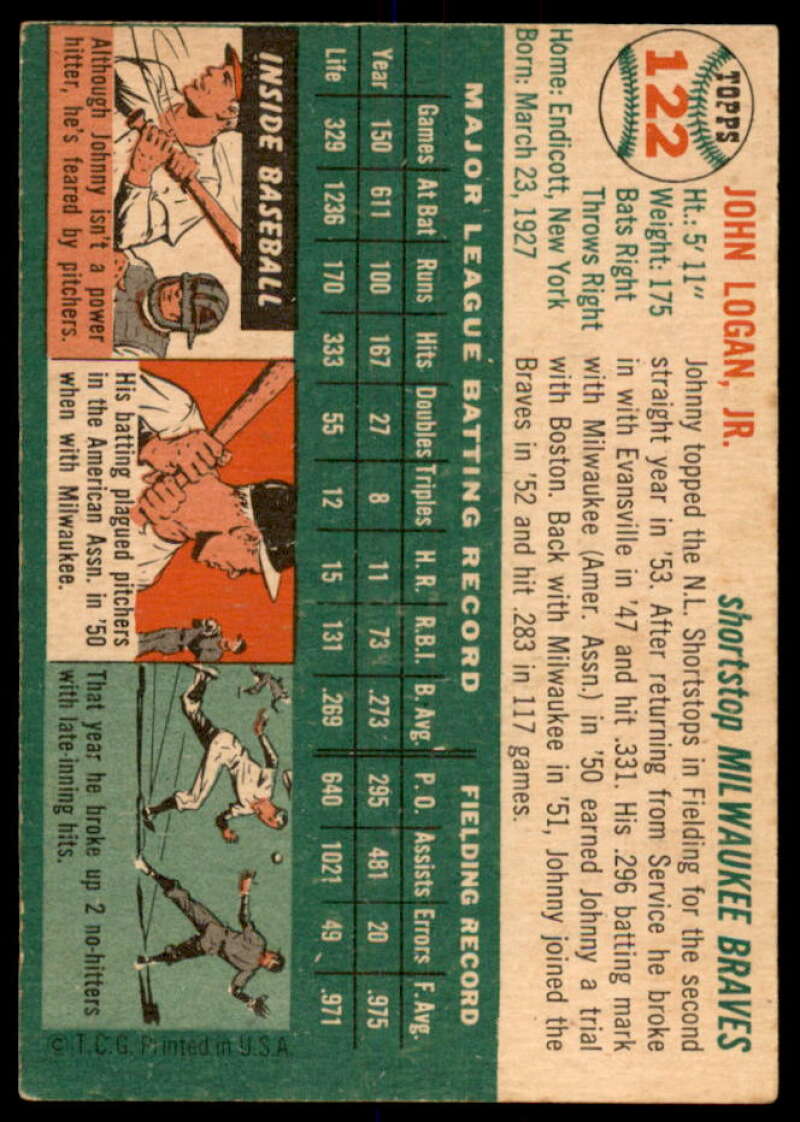 TOPPS
122
JOHN LOGAN, JR.
shortstop MILWAUKEE BRAVES
Ht.: 5'11"
Weight: 175
Bats Right
Throws Right
Home: Endicott, New York
Born: March 23, 1927
Johnny topped the N.L. Shortstops in Fielding for the second
straight year in '53. After returning from Service he broke
in with Evansville in '47 and hit .331. His .296 batting mark
with Milwaukee (Amer. Assn.) in '50 earned Johnny a trial
with Boston. Back with Milwaukee in '51, Johnny joined the
Braves in '52 and hit .283 in 117 games.
MAJOR LEAGUE BATTING RECORD FIELDING RECORD
Games At Bat Runs Hits Doubles Triples H. R. R.B.I. B. Avg. P. O. Assists Errors F. Avg.
Year 150 611 100 167 27 8 11 73 .273 295 481 20 .975
Life 329 1236 170 333 55 12 15 131 .269 640 1021 49 .971
INSIDE BASEBALL
Although Johnny isn't a power
hitter, he's feared by pitchers.
His batting plagued pitchers
in the American Assn. in '50
when with Milwaukee.
That year he broke up 2 no-hitters
with late-inning hits.
© T.C.G. Printed in U.S.A